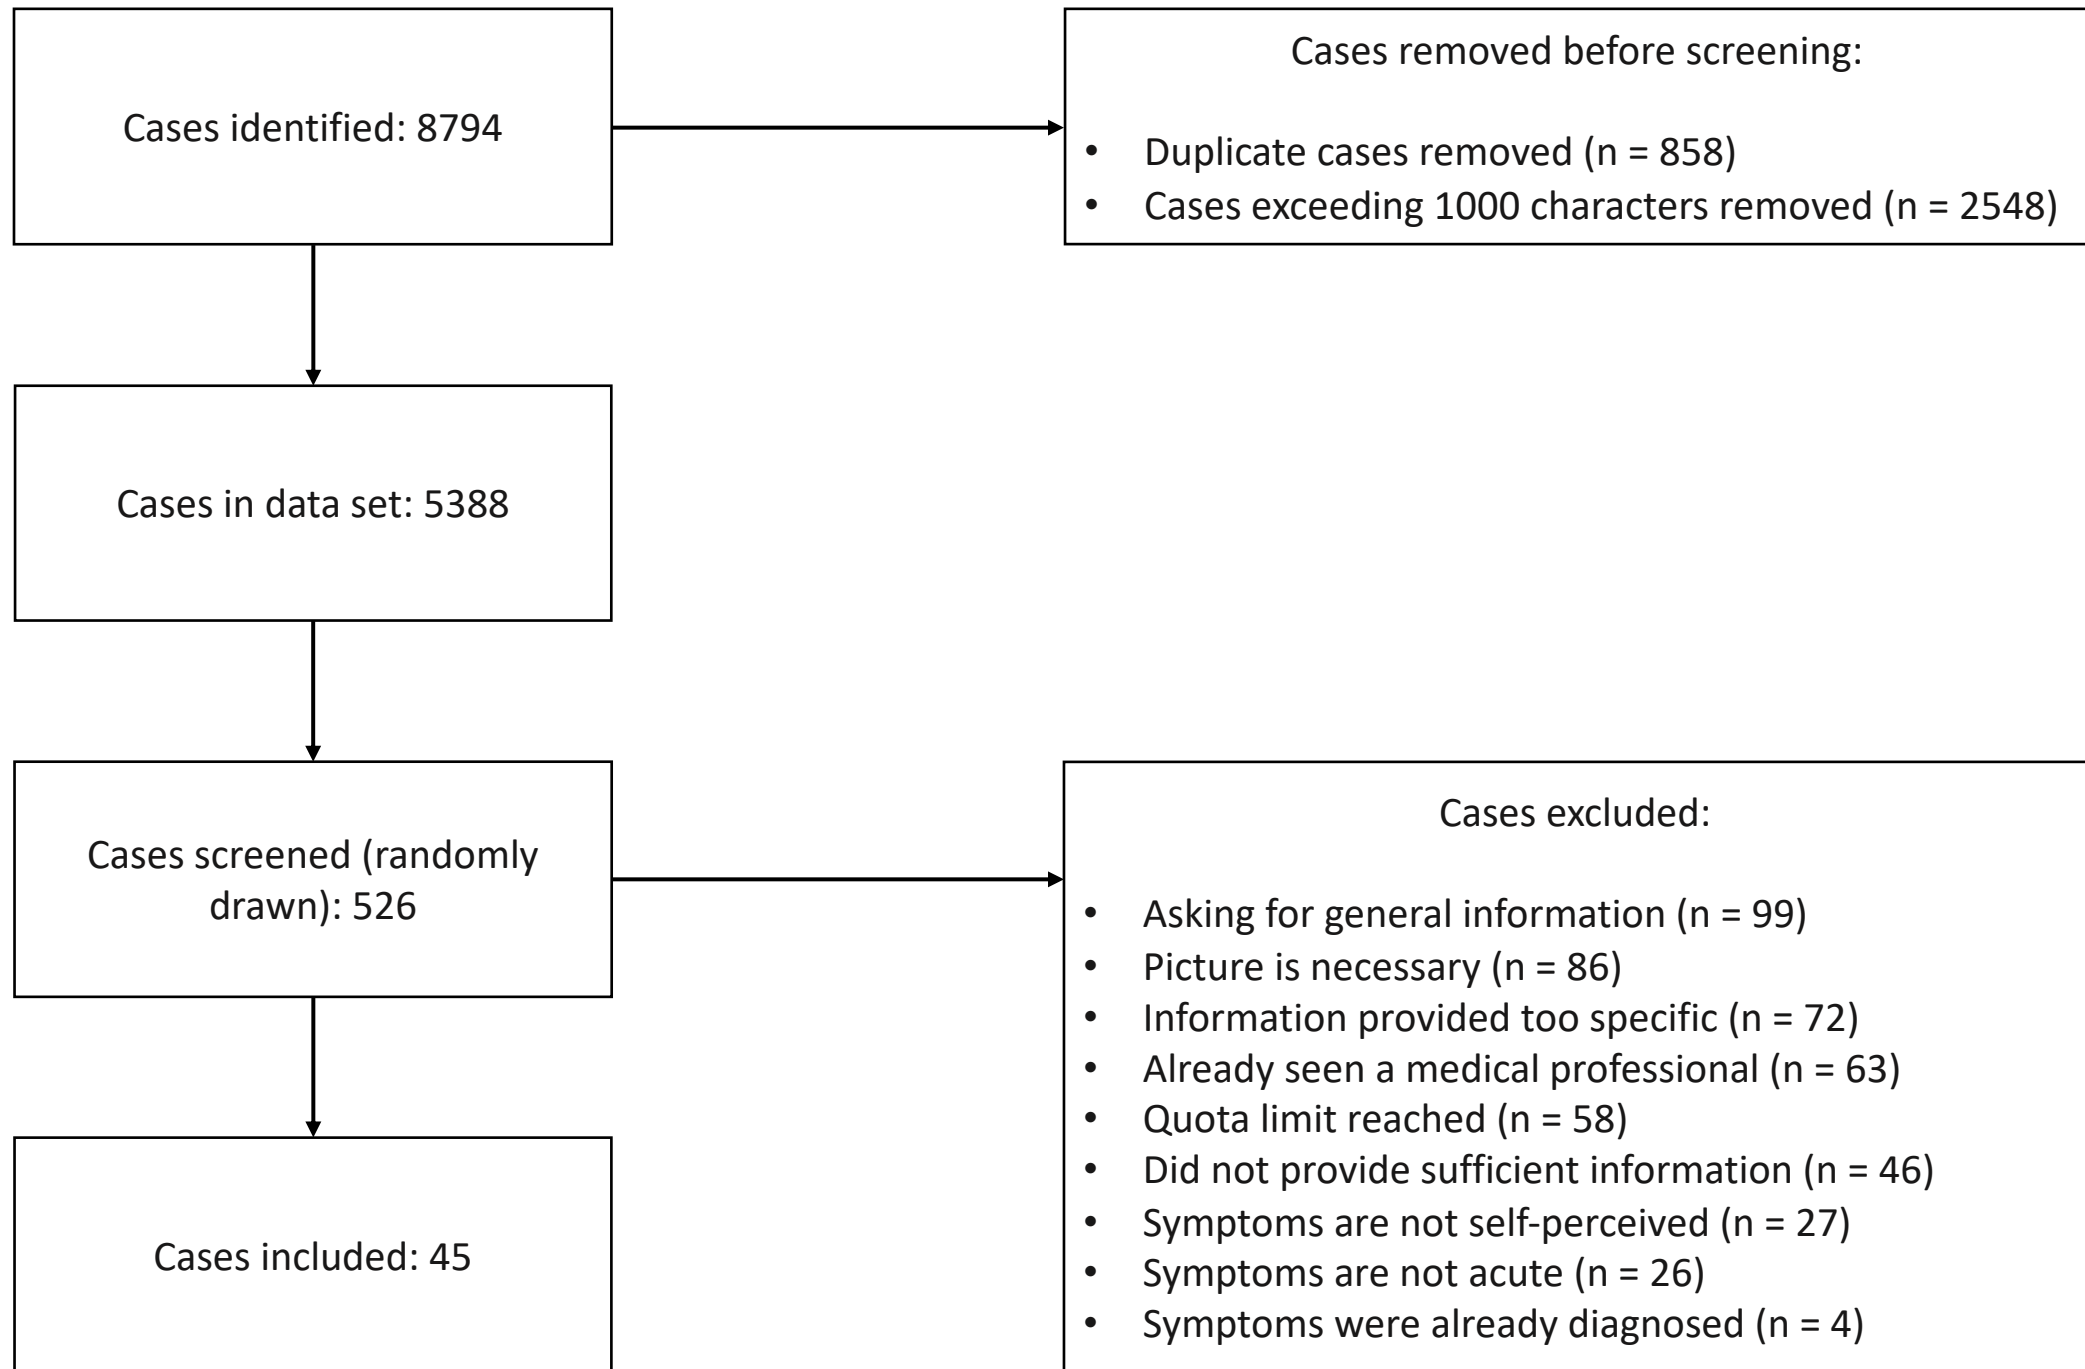 Cases identified: 8794
Cases removed before screening:
• Duplicate cases removed (n = 858)
• Cases exceeding 1000 characters removed (n = 2548)
Cases in data set: 5388
Cases screened (randomly
drawn): 526
Cases excluded:
• Asking for general information (n = 99)
• Picture is necessary (n = 86)
• Information provided too specific (n = 72)
• Already seen a medical professional (n = 63)
• Quota limit reached (n = 58)
• Did not provide sufficient information (n = 46)
• Symptoms are not self-perceived (n = 27)
• Symptoms are not acute (n = 26)
• Symptoms were already diagnosed (n = 4)
Cases included: 45